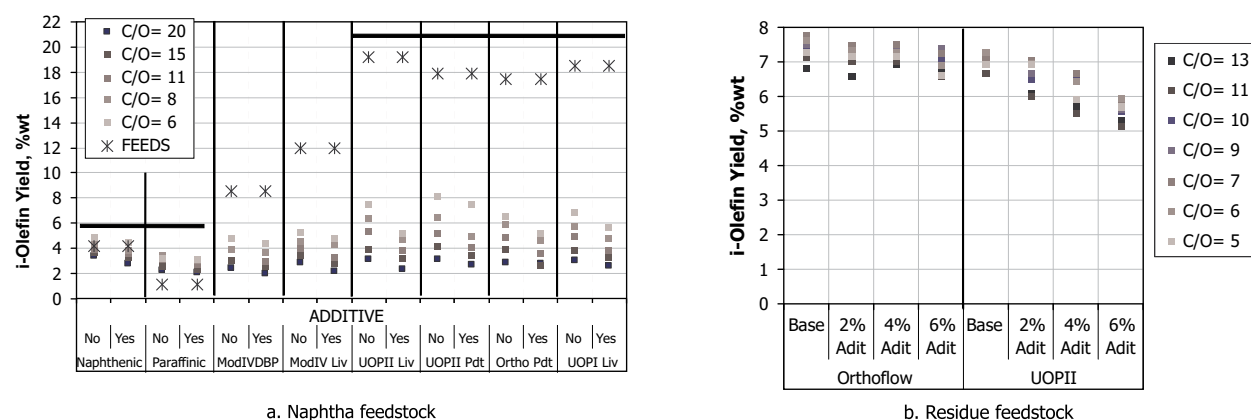 i-Olefin Yield, %wt
22
20
18
16
14
12
10
8
6
4
2
0
C/O= 20
C/O= 15
C/O= 11
C/O= 8
C/O= 6
FEEDS
ADDITIVE
No Yes No Yes No Yes No Yes No Yes No Yes No Yes No Yes
Naphthenic Paraffinic ModIVDBP ModIV Liv UOPII Liv UOPII Pdt Ortho Pdt UOPI Liv
a. Naphtha feedstock
i-Olefin Yield, %wt
8
7
6
5
4
3
2
1
0
Base 2% 4% 6% Base 2% 4% 6%
Adit Adit Adit Adit Adit Adit
Orthoflow UOPII
C/O= 13
C/O= 11
C/O= 10
C/O= 9
C/O= 7
C/O= 6
C/O= 5
b. Residue feedstock